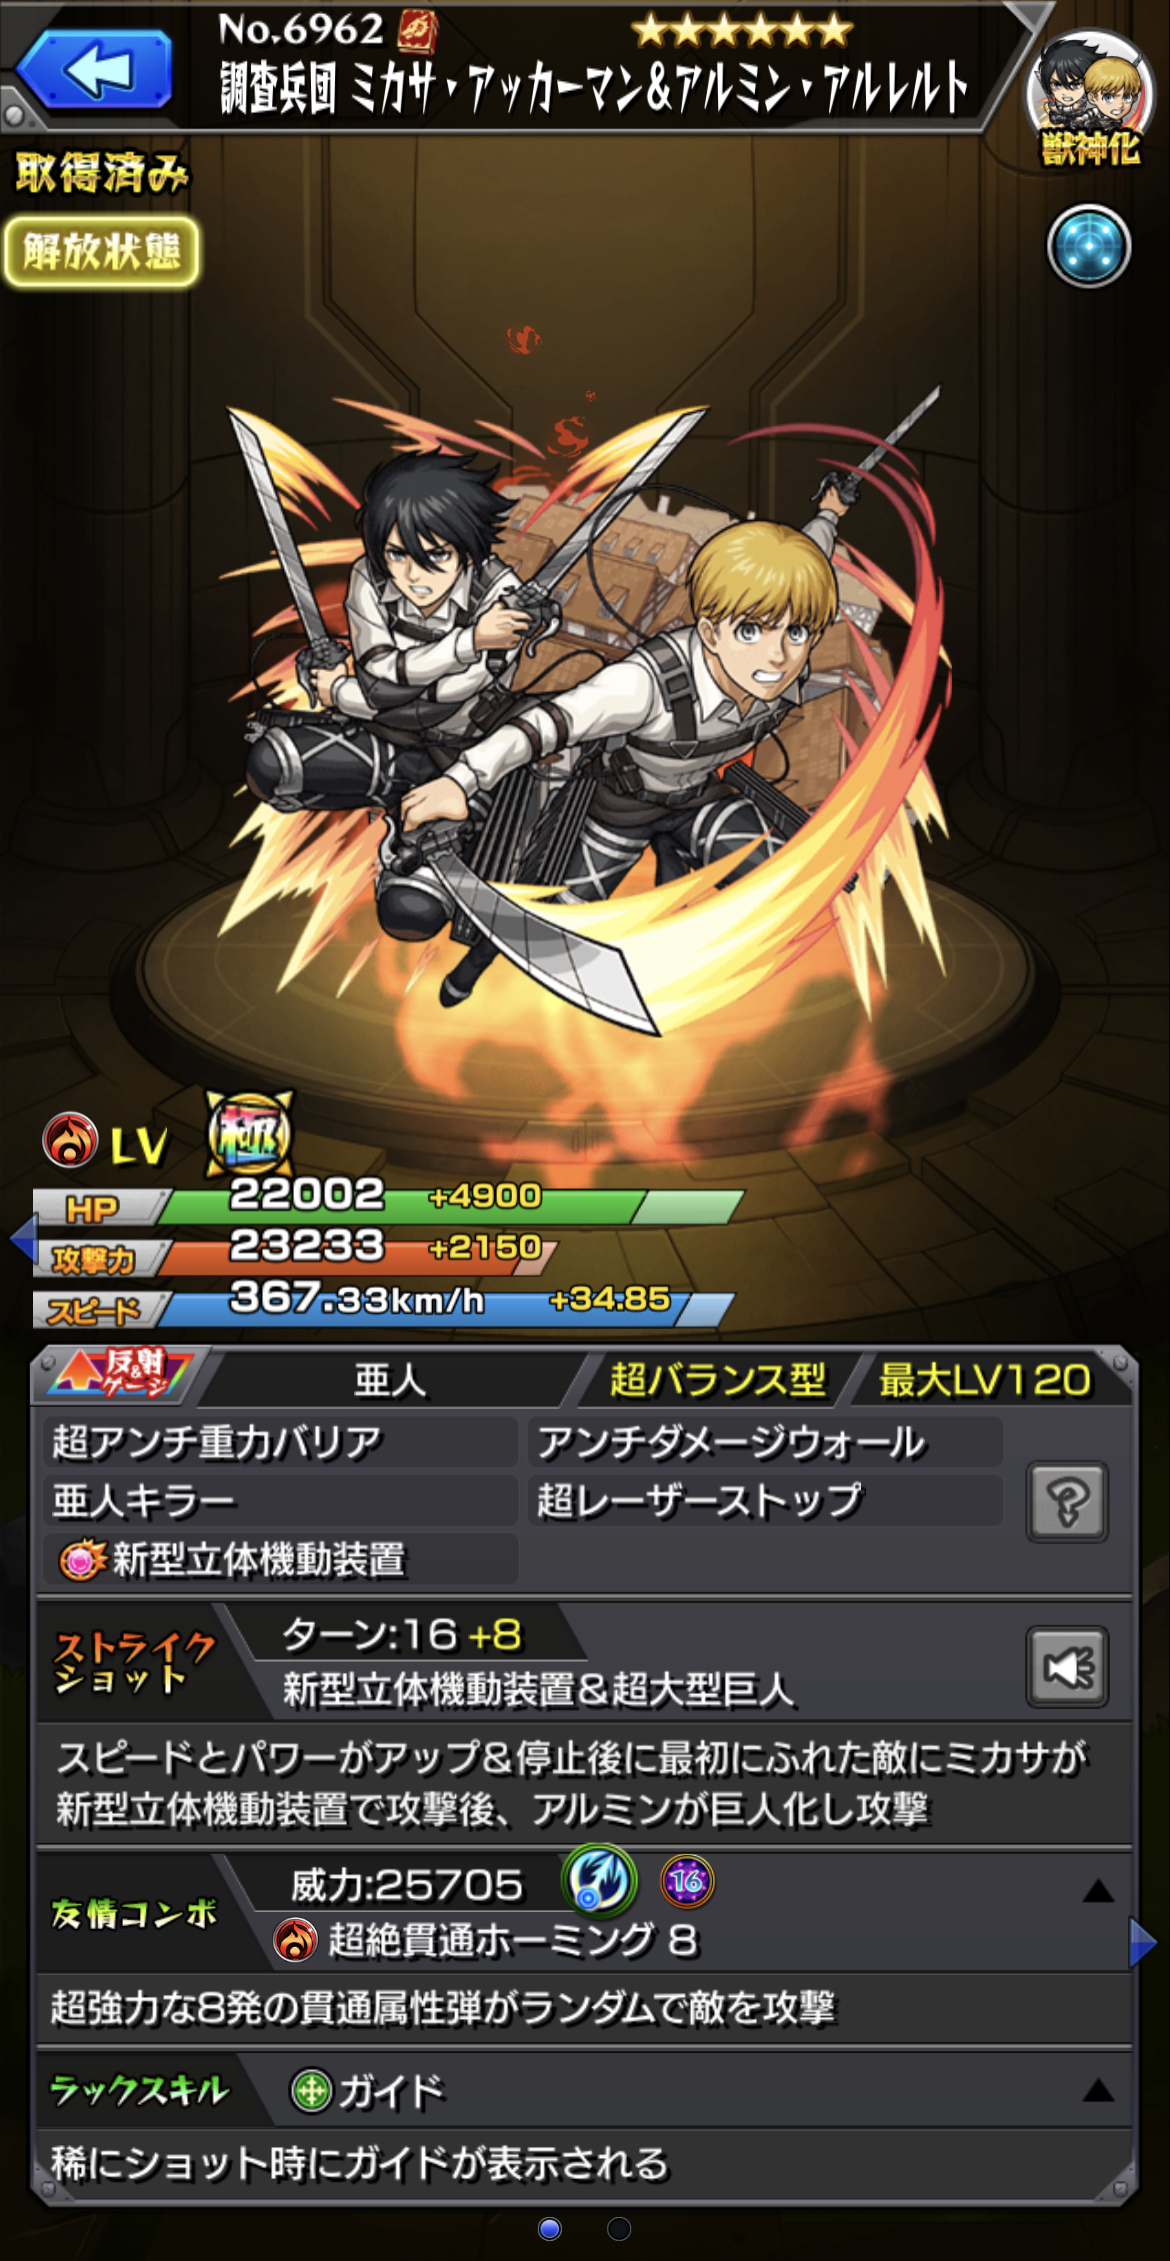 No.6962 ★★★★★★
調査兵団 ミカサ・アッカーマン&アルミン・アルレルト
獣神化
取得済み
解放状態
LV 極
HP 22002 +4900
攻撃力 23233 +2150
スピード 367.33km/h +34.85
反射&ゲージ 亜人 超バランス型 最大LV120
超アンチ重力バリア アンチダメージウォール
亜人キラー 超レーザーストップ
新型立体機動装置
ストライクショット ターン:16 +8
新型立体機動装置&超大型巨人
スピードとパワーがアップ&停止後に最初にふれた敵にミカサが
新型立体機動装置で攻撃後、アルミンが巨人化し攻撃
友情コンボ 威力:25705 16
超絶貫通ホーミング 8
超強力な8発の貫通属性弾がランダムで敵を攻撃
ラックスキル ガイド
稀にショット時にガイドが表示される